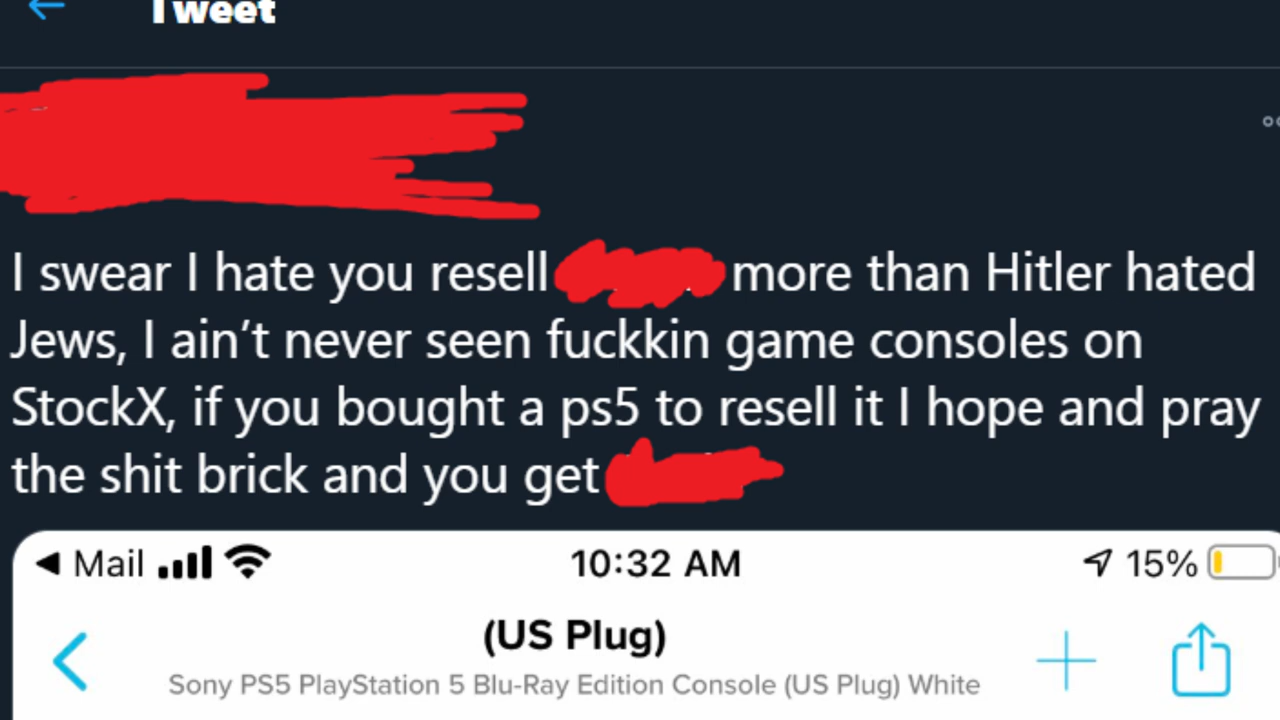 Tweet
I swear I hate you resell more than Hitler hated
Jews, I ain't never seen fuckkin game consoles on
StockX, if you bought a ps5 to resell it I hope and pray
the shit brick and you get
Mail 10:32 AM 15%
(US Plug)
Sony PS5 PlayStation 5 Blu-Ray Edition Console (US Plug) White